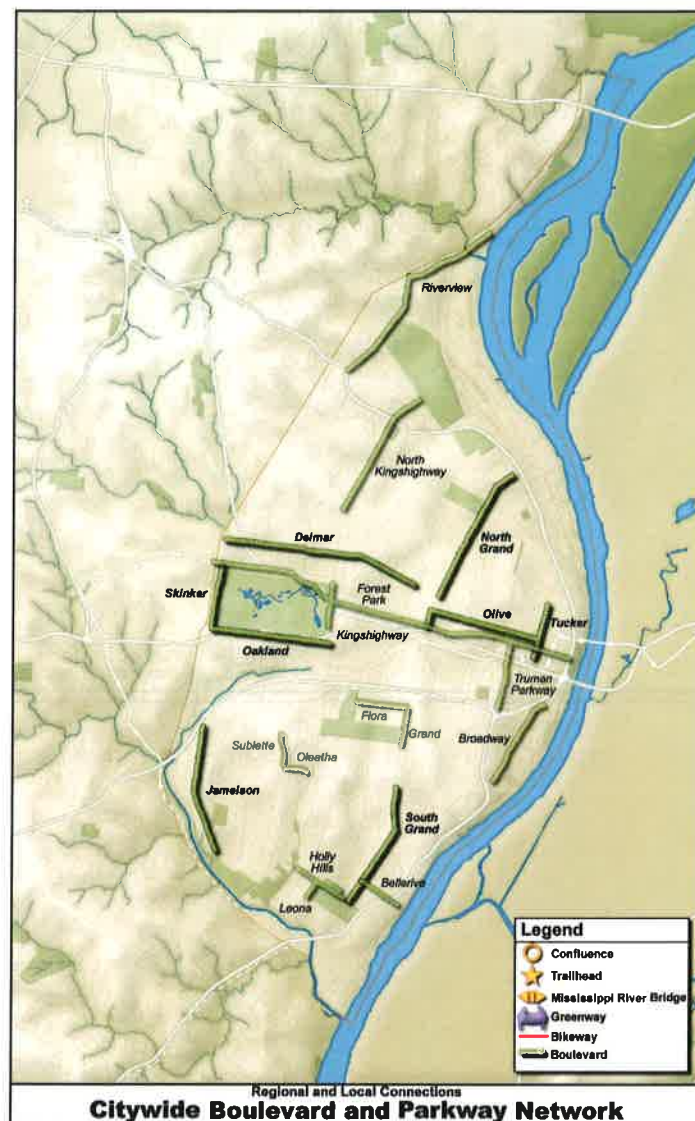 Riverview
North
Kingshighway
Delmar
North
Grand
Skinker
Forest
Park
Olive
Tucker
Kingshighway
Oakland
Truman
Parkway
Flora
Grand
Broadway
Sublette
Oleatha
Jameison
South
Grand
Holly
Hills
Bellerive
Leona
Legend
Confluence
Trailhead
Mississippi River Bridge
Greenway
Bikeway
Boulevard
Regional and Local Connections
Citywide Boulevard and Parkway Network